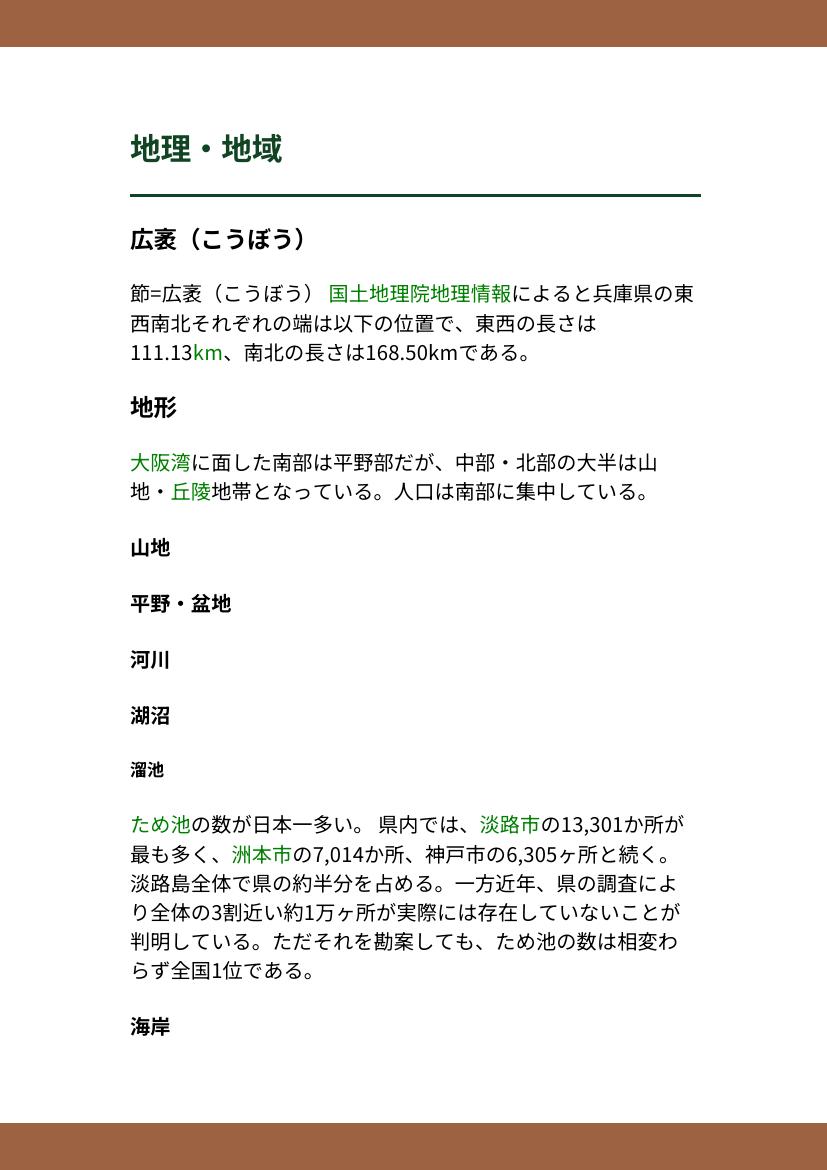 地理・地域
広袤（こうぼう）
節=広袤（こうぼう） 国土地理院地理情報によると兵庫県の東
西南北それぞれの端は以下の位置で、東西の長さは
111.13km、南北の長さは168.50kmである。
地形
大阪湾に面した南部は平野部だが、中部・北部の大半は山
地・丘陵地帯となっている。人口は南部に集中している。
山地
平野・盆地
河川
湖沼
溜池
ため池の数が日本一多い。 県内では、淡路市の13,301か所が
最も多く、洲本市の7,014か所、神戸市の6,305ヶ所と続く。
淡路島全体で県の約半分を占める。一方近年、県の調査によ
り全体の3割近い約1万ヶ所が実際には存在していないことが
判明している。ただそれを勘案しても、ため池の数は相変わ
らず全国1位である。
海岸